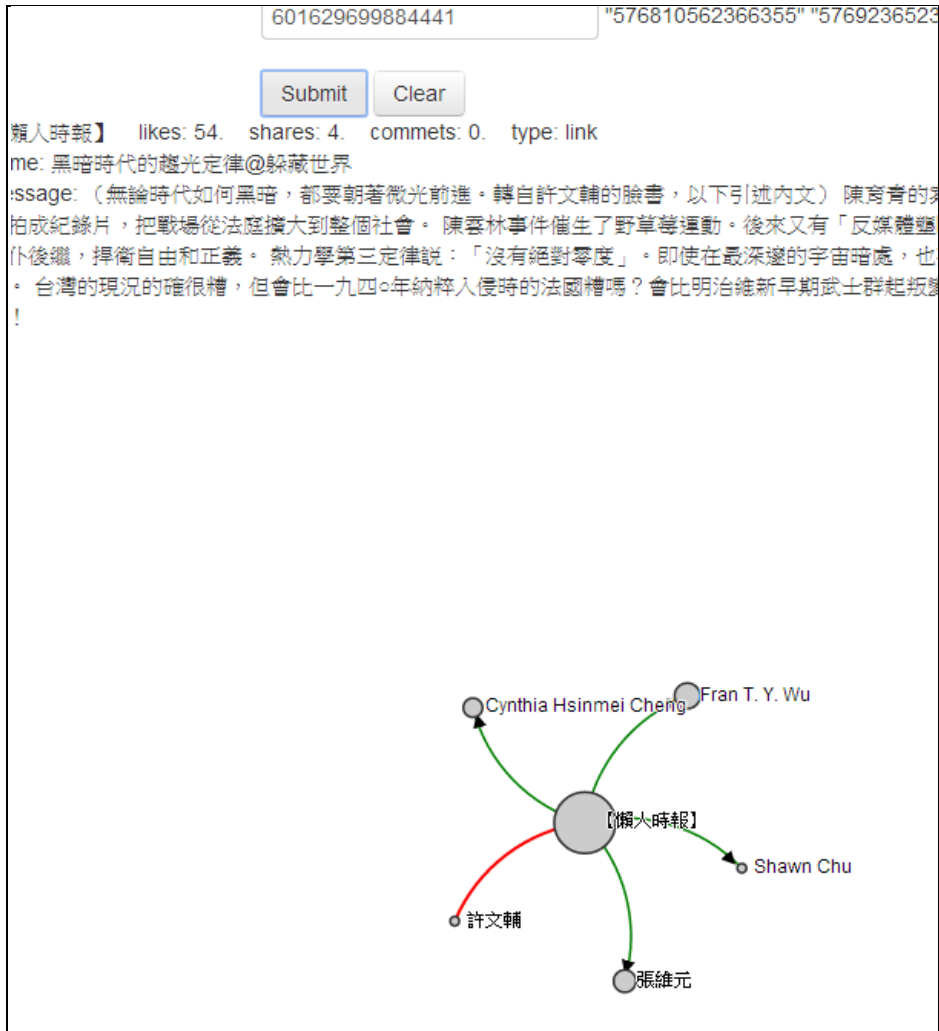 601629699884441
"576810562366355" "5769236523
Submit Clear
懶人時報】 likes: 54. shares: 4. commets: 0. type: link
me: 黑暗時代的趨光定律@躲藏世界
ssage: （無論時代如何黑暗，都要朝著微光前進。轉自許文輔的臉書，以下引述內文） 陳育青的
拍成紀錄片，把戰場從法庭擴大到整個社會。 陳雲林事件催生了野草莓運動。後來又有「反媒體壟
仆後繼，捍衛自由和正義。 熱力學第三定律說：「沒有絕對零度」。即使在最深邃的宇宙暗處，也
。 台灣的現況的確很糟，但會比一九四○年納粹入侵時的法國糟嗎？會比明治維新早期武士群起叛
！
Fran T. Y. Wu
Cynthia Hsinmei Cheng
【懶人時報】
Shawn Chu
許文輔
張維元